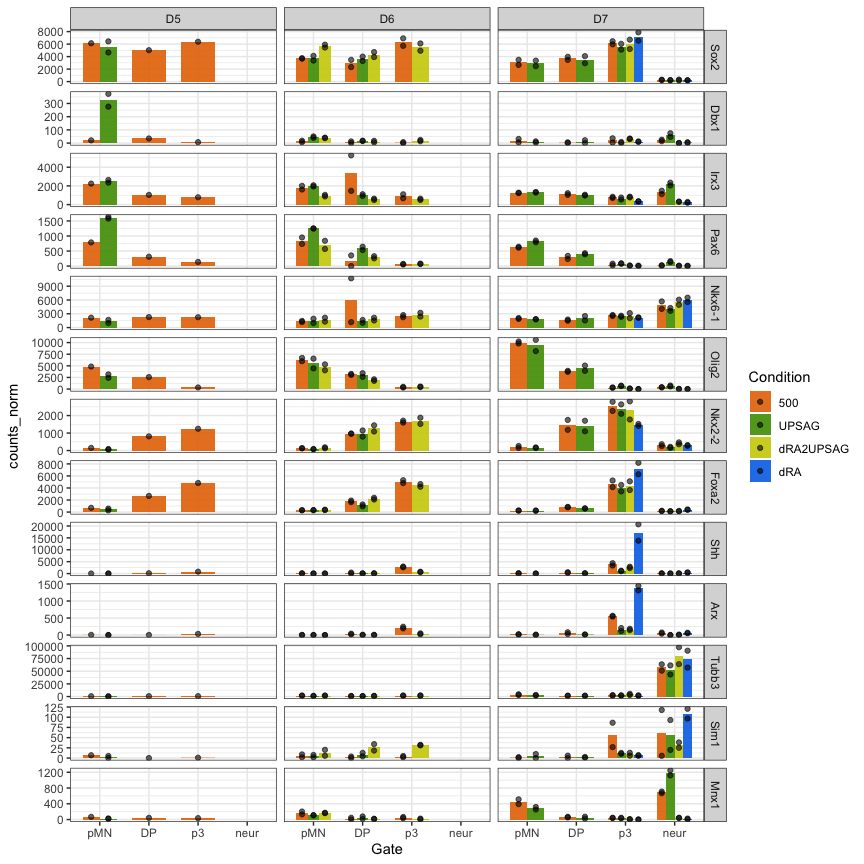 D5 D6 D7
8000
6000
4000
2000
0
Sox2
300
200
100
0
Dbx1
4000
2000
0
Irx3
1500
1000
500
0
Pax6
9000
6000
3000
0
Nkx6-1
10000
7500
5000
2500
0
Olig2
2000
1000
0
Nkx2-2
8000
6000
4000
2000
0
Foxa2
20000
15000
10000
5000
0
Shh
1500
1000
500
0
Arx
100000
75000
50000
25000
0
Tubb3
125
100
75
50
25
0
Sim1
1200
800
400
0
Mnx1
pMN DP p3 neur pMN DP p3 neur pMN DP p3 neur
Gate
counts_norm
Condition
500
UPSAG
dRA2UPSAG
dRA